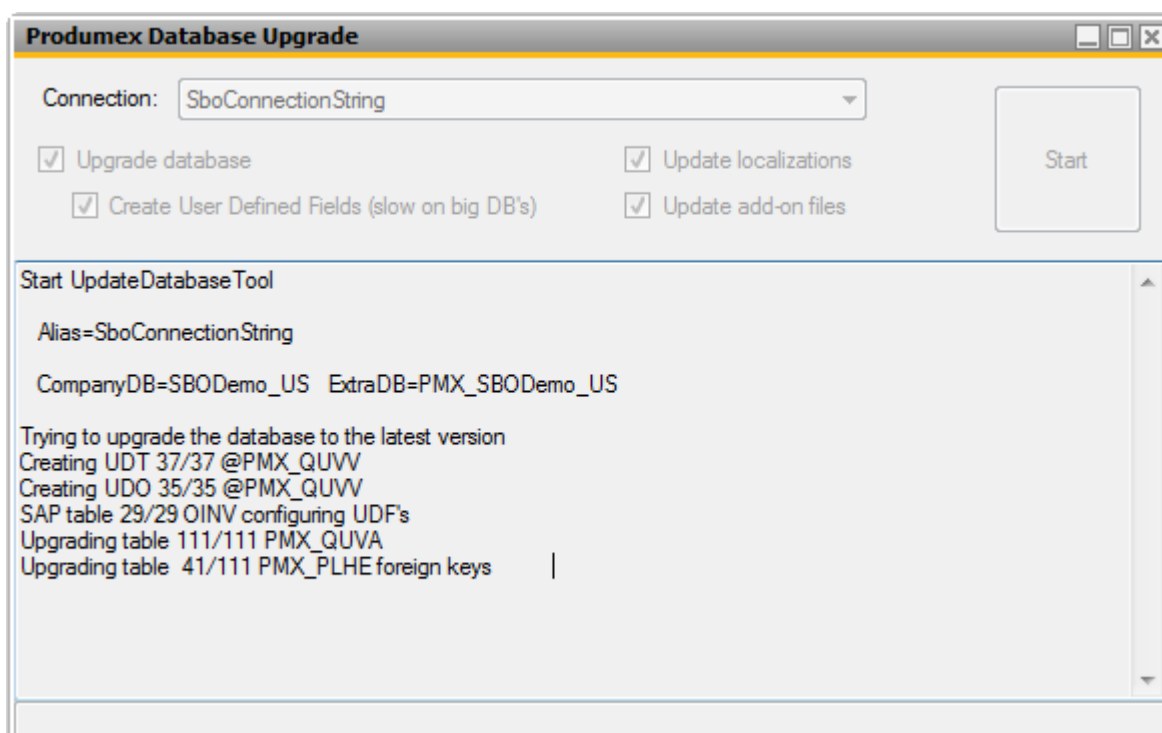 Produmex Database Upgrade
Connection: SboConnectionString
Upgrade database
Update localizations
Start
Create User Defined Fields (slow on big DB's)
Update add-on files
Start UpdateDatabaseTool
Alias=SboConnectionString
CompanyDB=SBODemo_US ExtraDB=PMX_SBODemo_US
Trying to upgrade the database to the latest version
Creating UDT 37/37 @PMX_QUVV
Creating UDO 35/35 @PMX_QUVV
SAP table 29/29 OINV configuring UDF's
Upgrading table 111/111 PMX_QUVA
Upgrading table 41/111 PMX_PLHE foreign keys